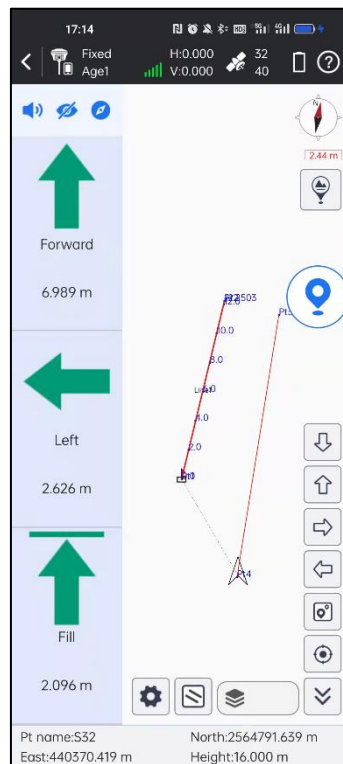 17:14
Fixed
Age1
H:0.000
V:0.000
32
40
N
2.44 m
Forward
6.989 m
Left
2.626 m
Fill
2.096 m
10.0
8.0
6.0
4.0
2.0
Pt4
Pt name:S32
North:2564791.639 m
East:440370.419 m
Height:16.000 m